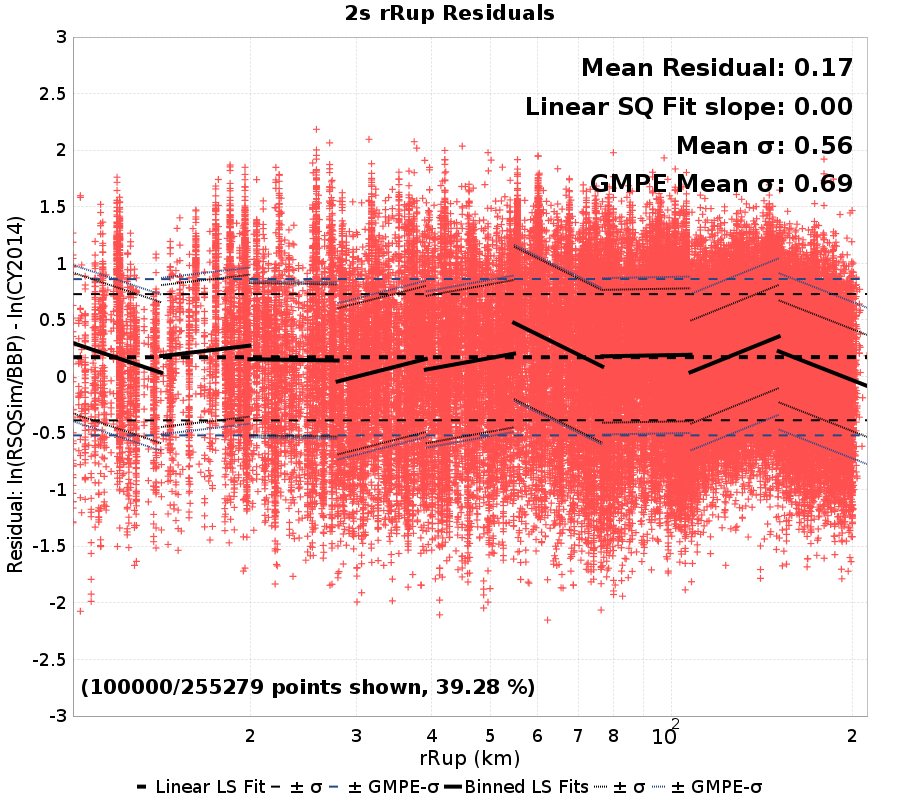 2s rRup Residuals
Mean Residual: 0.17
Linear SQ Fit slope: 0.00
Mean σ: 0.56
GMPE Mean σ: 0.69
3
2.5
2
1.5
1
0.5
0
-0.5
-1
-1.5
-2
-2.5
-3
Residual: ln(RSQSim/BBP) - ln(CY2014)
(100000/255279 points shown, 39.28 %)
2 3 4 5 6 7 8 10² 2
rRup (km)
Linear LS Fit ± σ ± GMPE-σ Binned LS Fits ± σ ± GMPE-σ